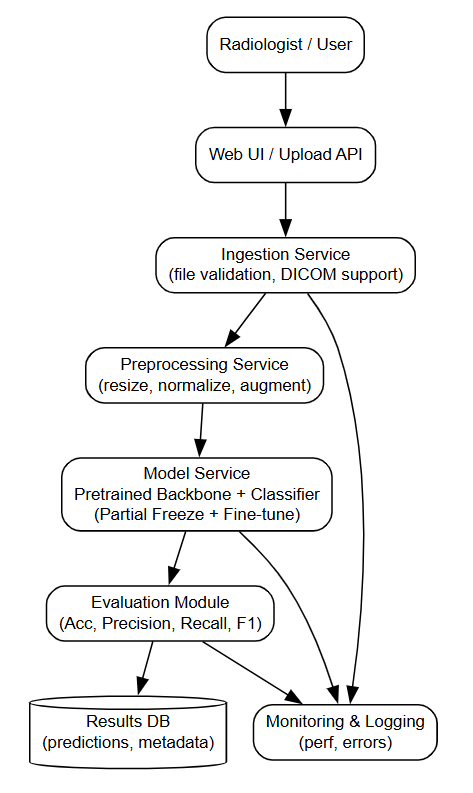 Radiologist / User
Web UI / Upload API
Ingestion Service
(file validation, DICOM support)
Preprocessing Service
(resize, normalize, augment)
Model Service
Pretrained Backbone + Classifier
(Partial Freeze + Fine-tune)
Evaluation Module
(Acc, Precision, Recall, F1)
Results DB
(predictions, metadata)
Monitoring & Logging
(perf, errors)